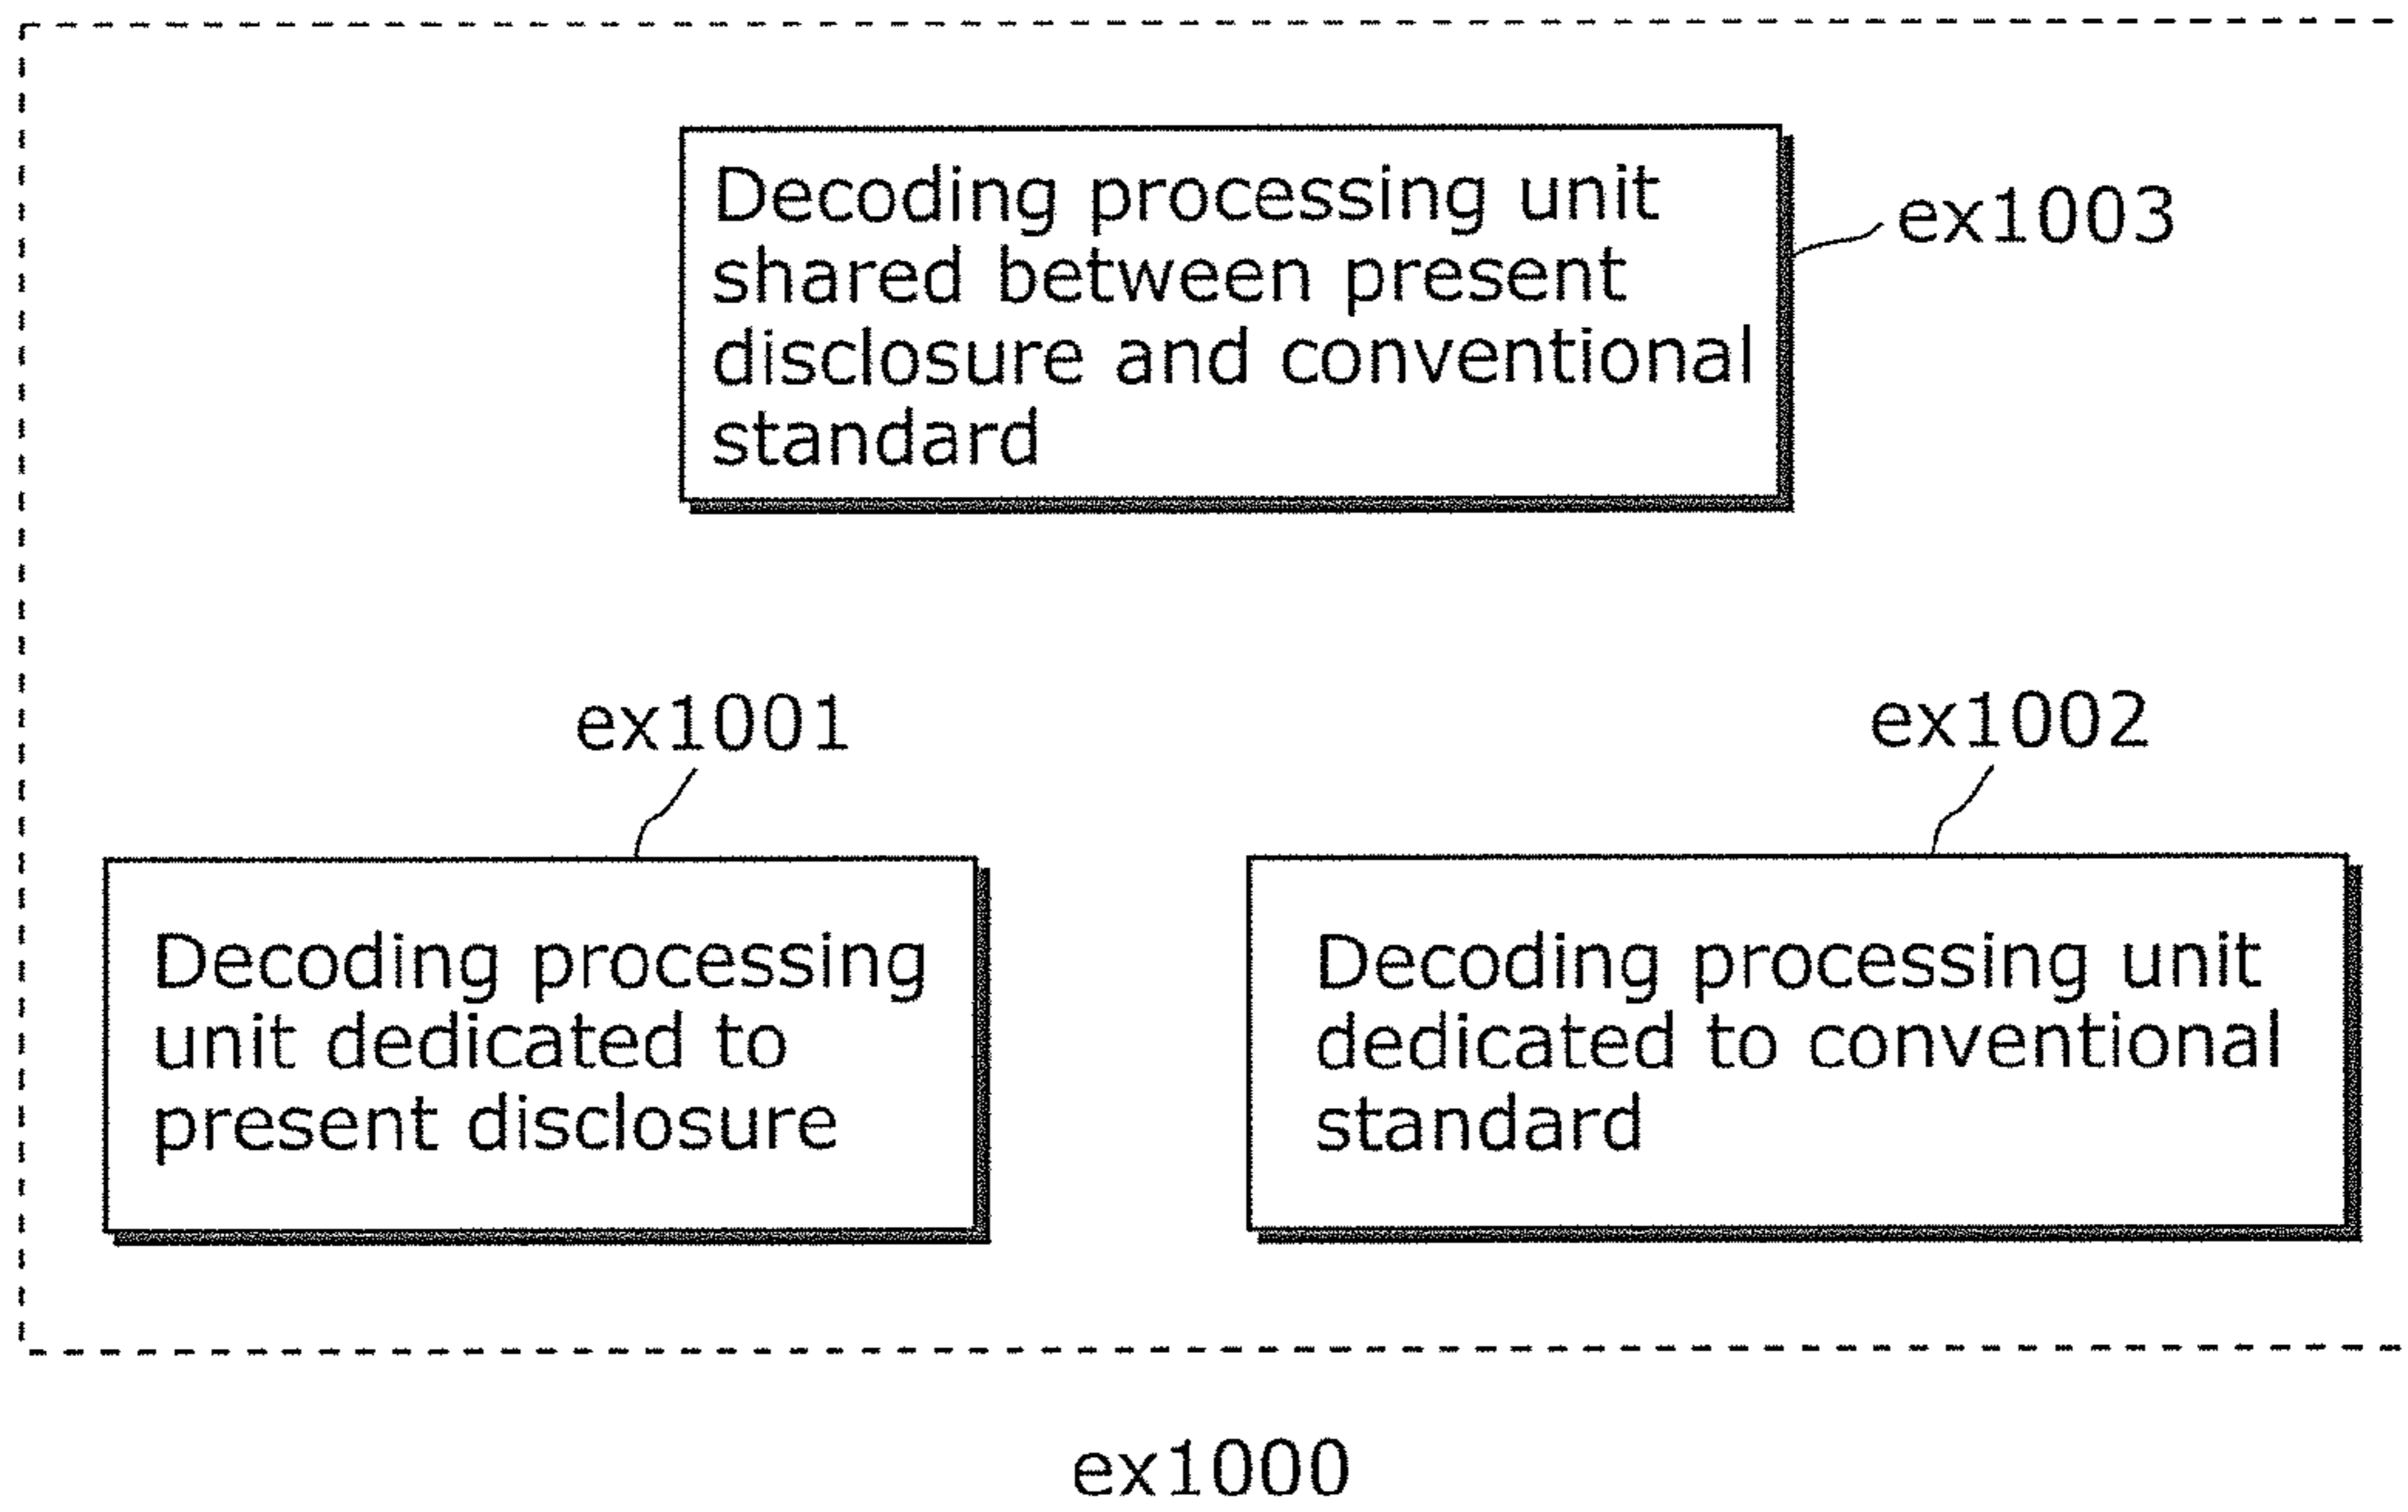 Decoding processing unit
shared between present
disclosure and conventional
standard
ex1003
ex1001
ex1002
Decoding processing
unit dedicated to
present disclosure
Decoding processing unit
dedicated to conventional
standard
ex1000